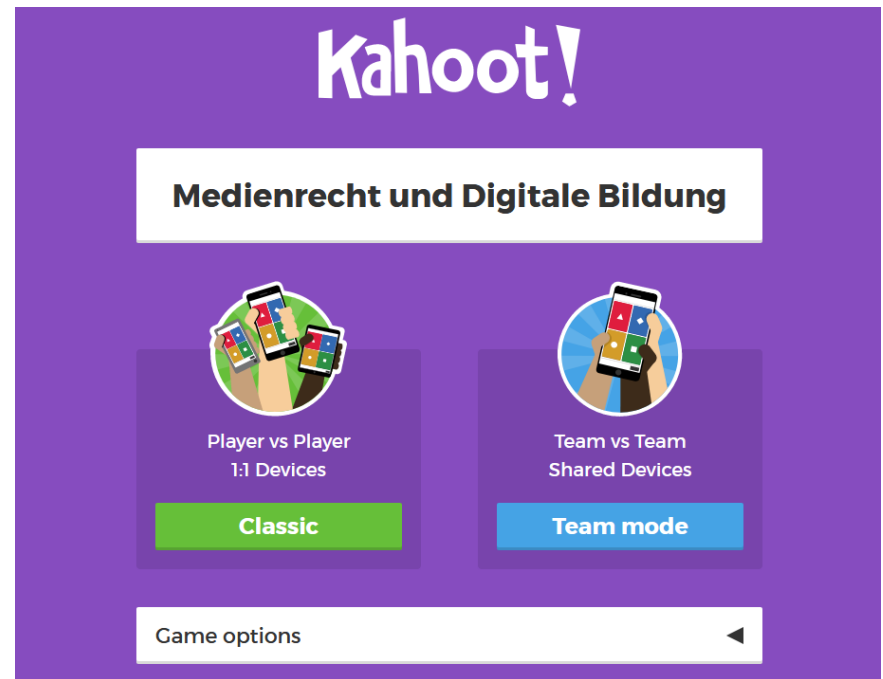 Kahoot!
Medienrecht und Digitale Bildung
Player vs Player
1:1 Devices
Classic
Team vs Team
Shared Devices
Team mode
Game options